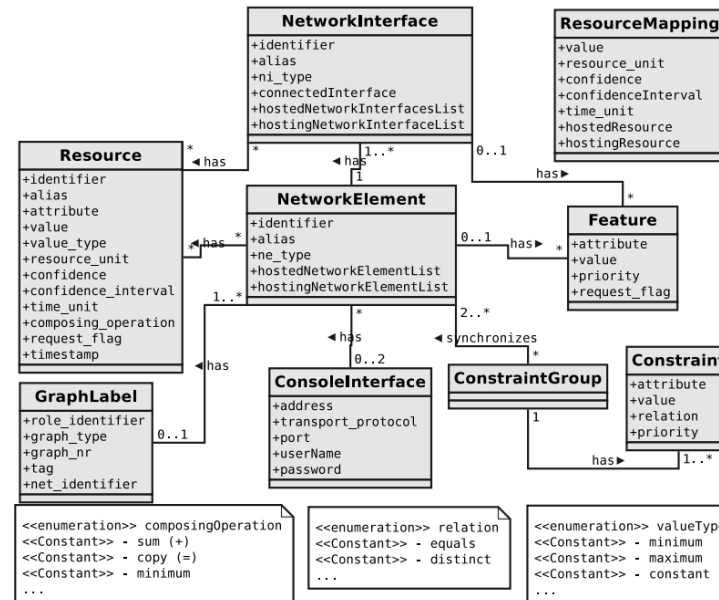 NetworkInterface
+identifier
+alias
+ni_type
+connectedInterface
+hostedNetworkInterfacesList
+hostingNetworkInterfaceList
ResourceMapping
+value
+resource_unit
+confidence
+confidenceInterval
+time_unit
+hostedResource
+hostingResource
* ◄ has *
1..* ◄ has 1
0..1 has► *
Resource
+identifier
+alias
+attribute
+value
+value_type
+resource_unit
+confidence
+confidence_interval
+time_unit
+composing_operation
+request_flag
+timestamp
NetworkElement
+identifier
+alias
+ne_type
+hostedNetworkElementList
+hostingNetworkElementList
Feature
+attribute
+value
+priority
+request_flag
* ◄has *
0..1 has► *
1..* ◄ has 0..1
* ◄ has 0..2
2..* ◄ synchronizes *
GraphLabel
+role_identifier
+graph_type
+graph_nr
+tag
+net_identifier
ConsoleInterface
+address
+transport_protocol
+port
+userName
+password
ConstraintGroup
1 has► 1..*
Constraint
+attribute
+value
+relation
+priority
<<enumeration>> composingOperation
<<Constant>> - sum (+)
<<Constant>> - copy (=)
<<Constant>> - minimum
...
<<enumeration>> relation
<<Constant>> - equals
<<Constant>> - distinct
...
<<enumeration>> valueType
<<Constant>> - minimum
<<Constant>> - maximum
<<Constant>> - constant
...